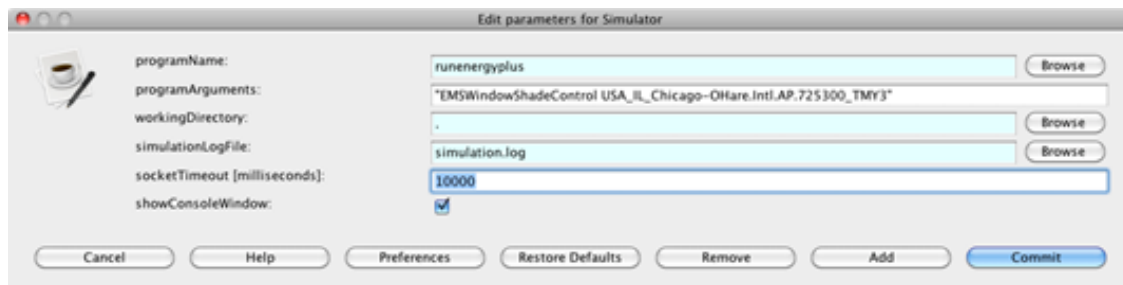 Edit parameters for Simulator
programName: runenergyplus Browse
programArguments: "EMSWindowShadeControl USA_IL_Chicago-OHare.Intl.AP.725300_TMY3"
workingDirectory: . Browse
simulationLogFile: simulation.log Browse
socketTimeout [milliseconds]: 10000
showConsoleWindow:
Cancel Help Preferences Restore Defaults Remove Add Commit